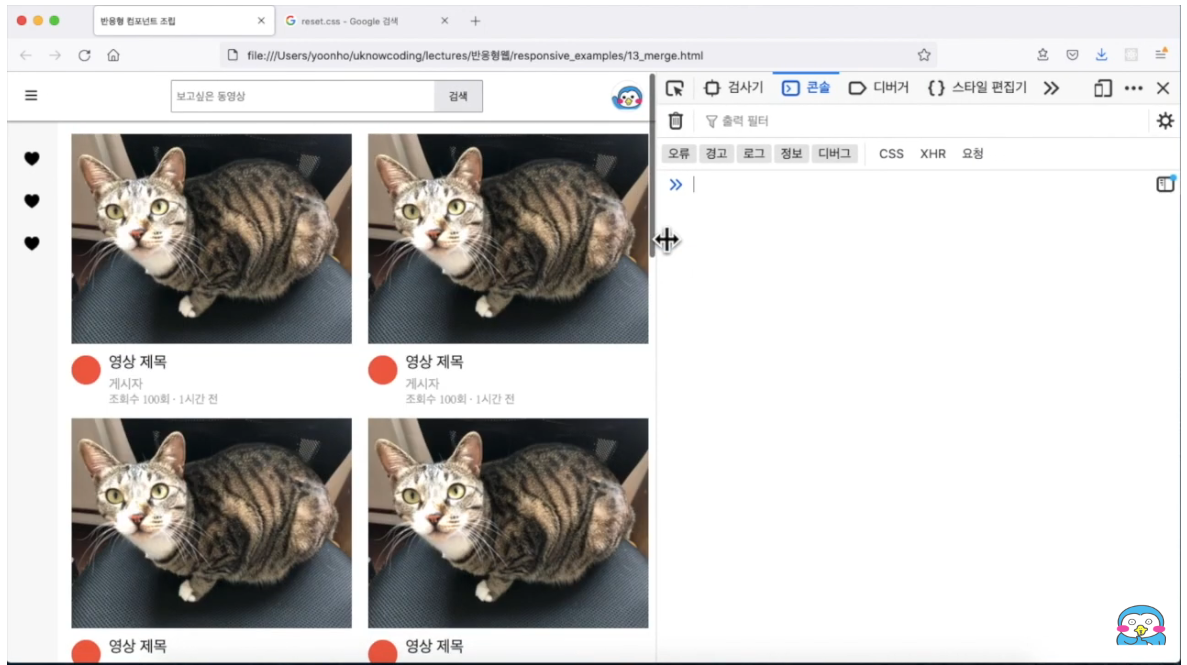 반응형 컴포넌트 조립
reset.css - Google 검색
file:///Users/yoonho/uknowcoding/lectures/반응형웹/responsive_examples/13_merge.html
보고싶은 동영상
검색
검사기
콘솔
디버거
스타일 편집기
출력 필터
오류
경고
로그
정보
디버그
CSS
XHR
요청
영상 제목
게시자
조회수 100회 · 1시간 전
영상 제목
게시자
조회수 100회 · 1시간 전
영상 제목
영상 제목